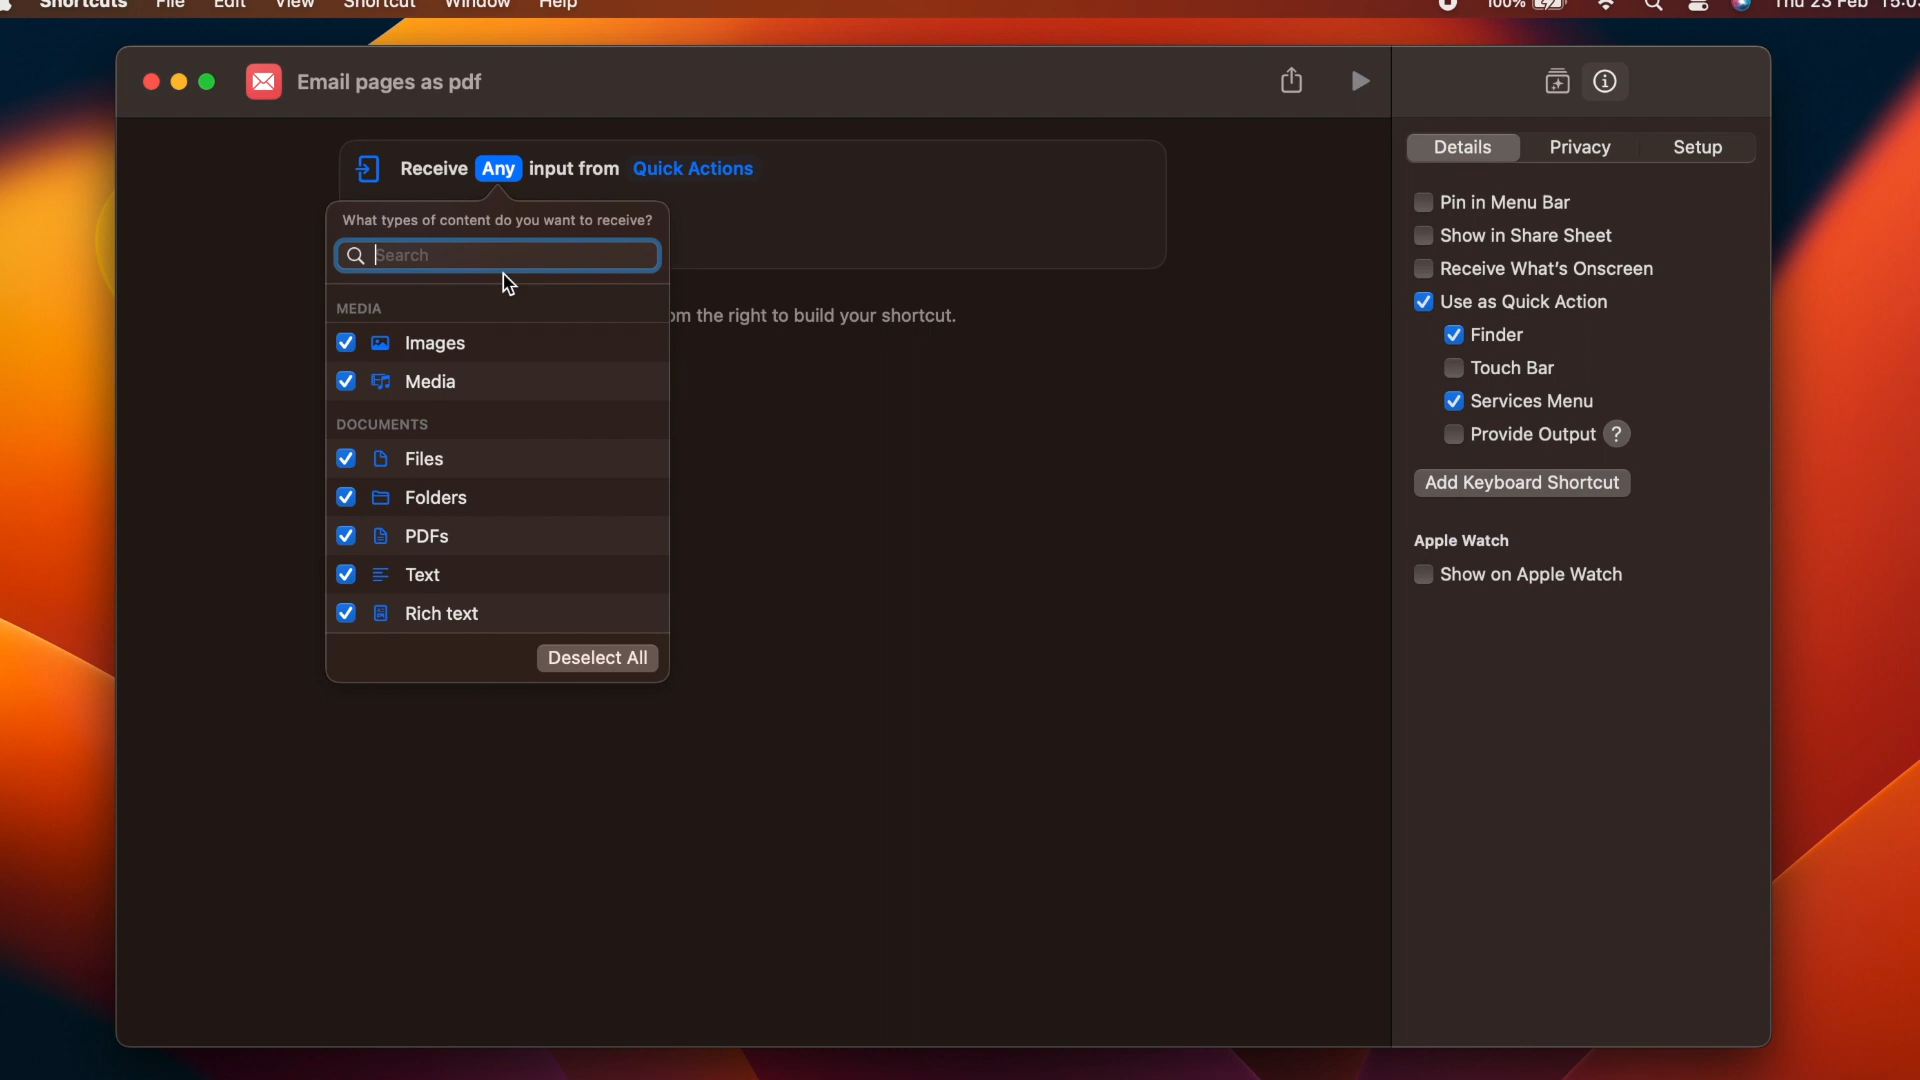 Shortcuts File Edit View Shortcut Window Help 100% Thu 23 Feb
Email pages as pdf
Details Privacy Setup
Receive Any input from Quick Actions
What types of content do you want to receive?
Search
om the right to build your shortcut.
MEDIA
Images
Media
DOCUMENTS
Files
Folders
PDFs
Text
Rich text
Deselect All
Pin in Menu Bar
Show in Share Sheet
Receive What's Onscreen
Use as Quick Action
Finder
Touch Bar
Services Menu
Provide Output ?
Add Keyboard Shortcut
Apple Watch
Show on Apple Watch